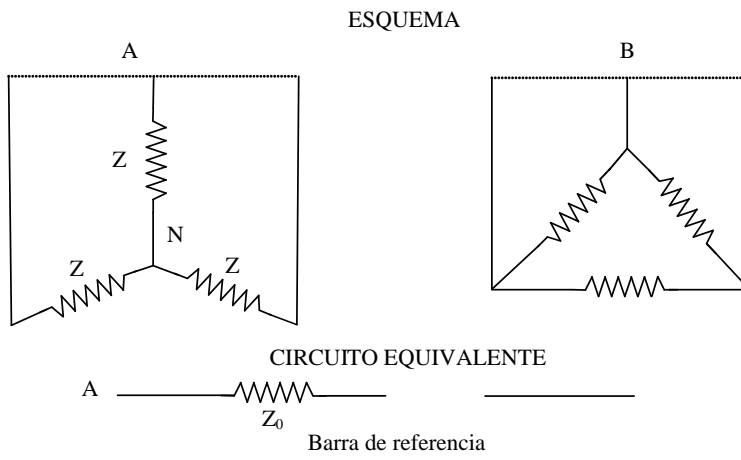 ESQUEMA
A
B
Z
N
Z
Z
CIRCUITO EQUIVALENTE
A
Z₀
Barra de referencia